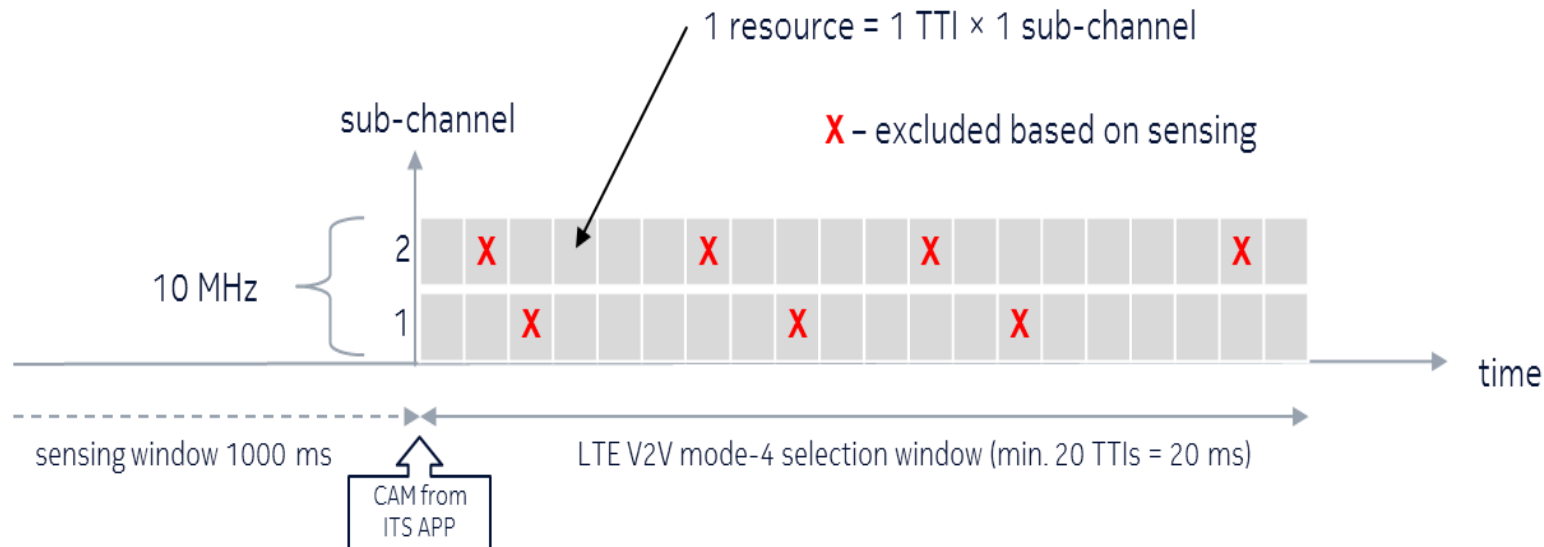 1 resource = 1 TTI × 1 sub-channel
sub-channel
X – excluded based on sensing
2 X X X X
10 MHz
1 X X X
time
sensing window 1000 ms
LTE V2V mode-4 selection window (min. 20 TTIs = 20 ms)
CAM from
ITS APP